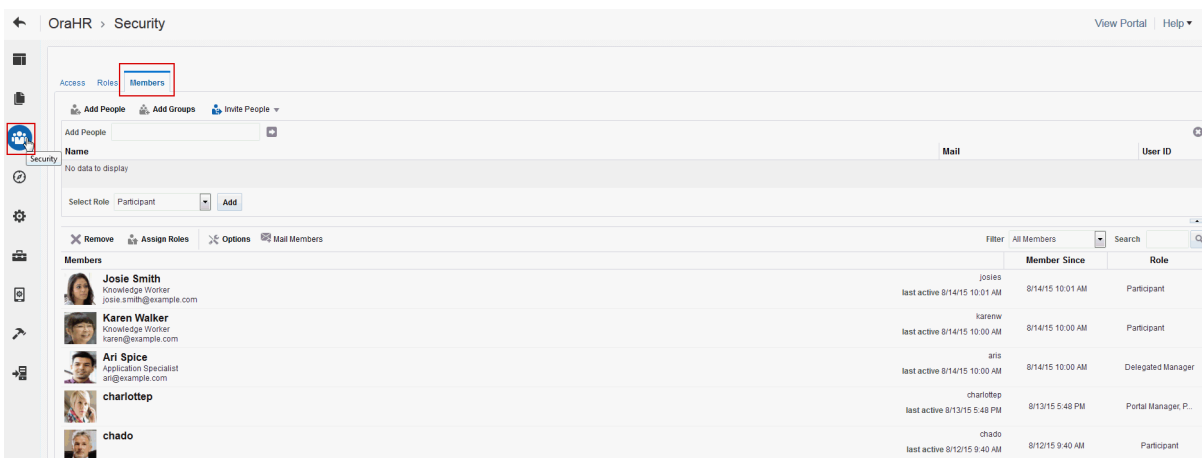 OraHR > Security View Portal Help
Access Roles Members
Add People Add Groups Invite People
Add People
Security
Name Mail User ID
No data to display
Select Role Participant Add
Remove Assign Roles Options Mail Members Filter All Members Search
Members Member Since Role
Josie Smith josies
Knowledge Worker
josie.smith@example.com last active 8/14/15 10:01 AM 8/14/15 10:01 AM Participant
Karen Walker karenw
Knowledge Worker
karen@example.com last active 8/14/15 10:00 AM 8/14/15 10:00 AM Participant
Ari Spice aris
Application Specialist
ari@example.com last active 8/14/15 10:00 AM 8/14/15 10:00 AM Delegated Manager
charlottep charlottep
last active 8/13/15 5:48 PM 8/13/15 5:48 PM Portal Manager, P...
chado chado
last active 8/12/15 9:40 AM 8/12/15 9:40 AM Participant